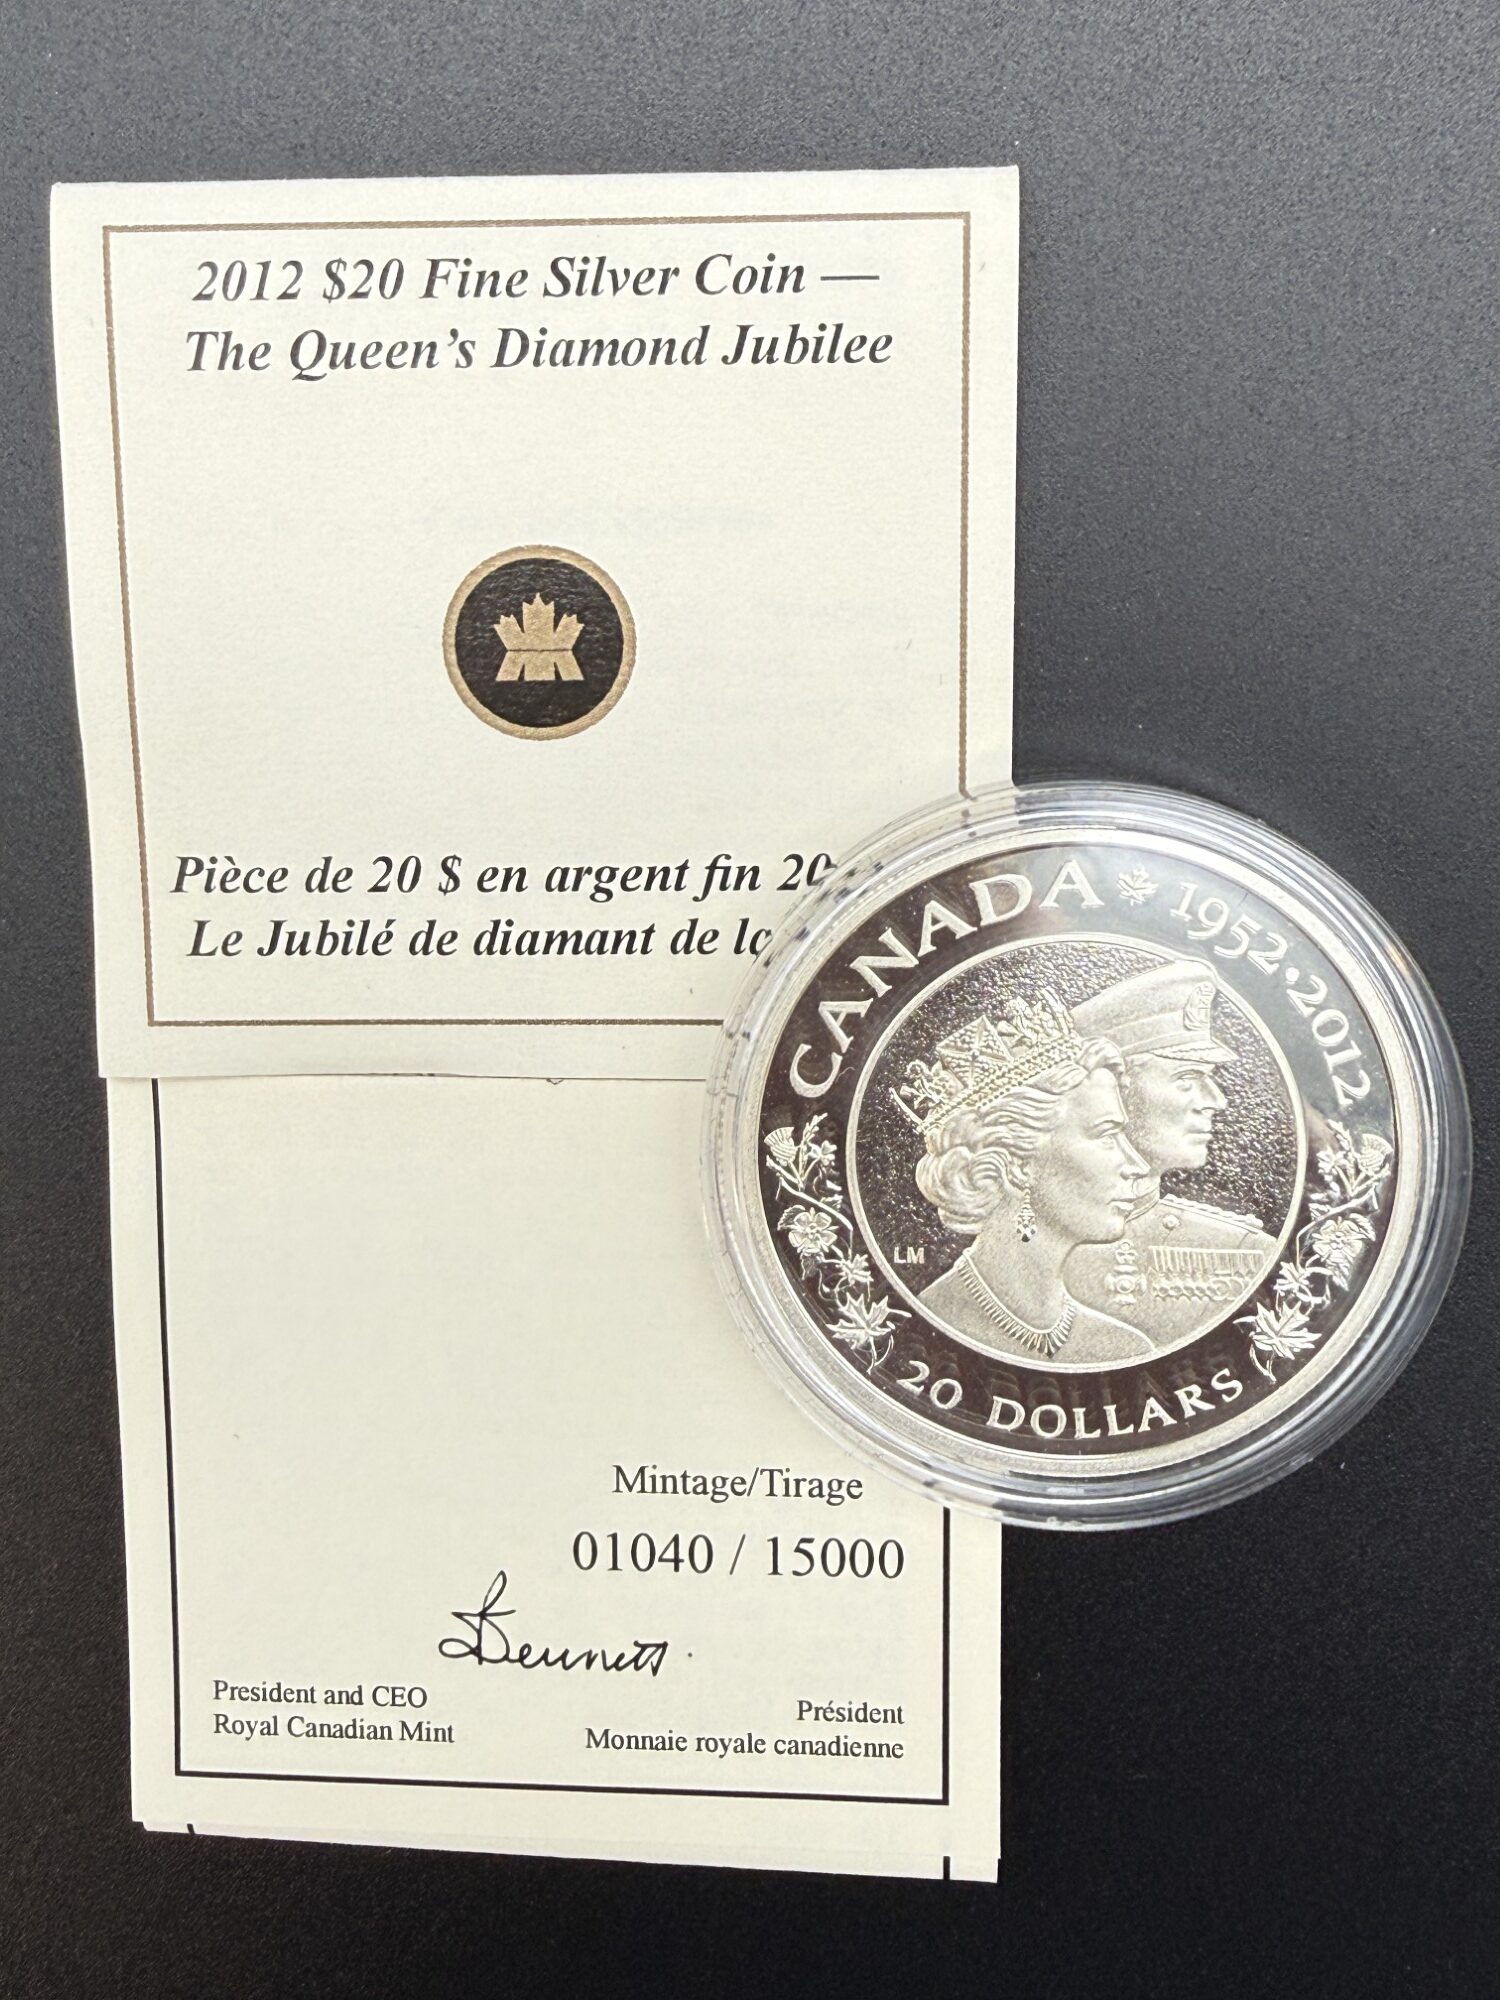 2012 $20 Fine Silver Coin —
The Queen's Diamond Jubilee
Pièce de 20 $ en argent fin
Le Jubilé de diamant de
CANADA 1952·2012
LM
20 DOLLARS
Mintage/Tirage
01040 / 15000
Bennett
President and CEO
Royal Canadian Mint
Président
Monnaie royale canadienne